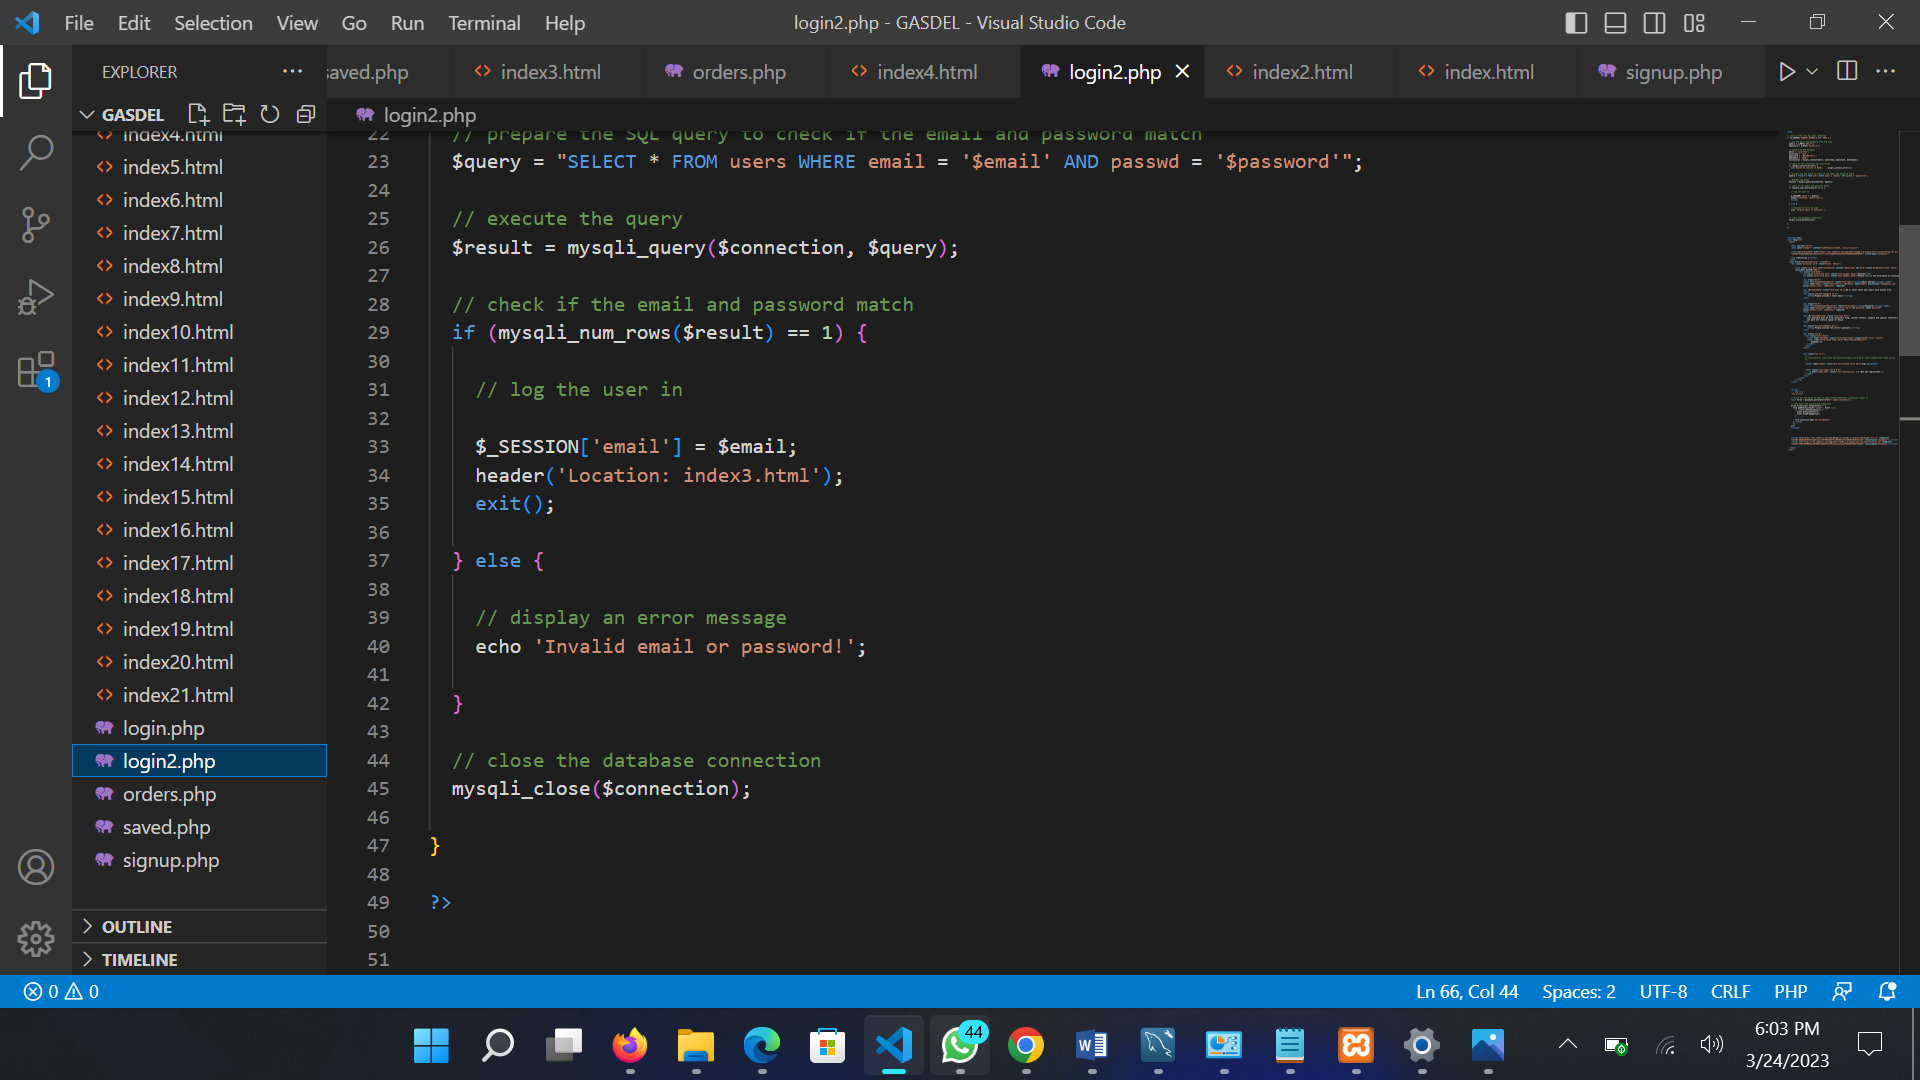 File Edit Selection View Go Run Terminal Help
login2.php - GASDEL - Visual Studio Code
EXPLORER
saved.php
index3.html
orders.php
index4.html
login2.php
index2.html
index.html
signup.php
GASDEL
login2.php
index4.html
index5.html
index6.html
index7.html
index8.html
index9.html
index10.html
index11.html
index12.html
index13.html
index14.html
index15.html
index16.html
index17.html
index18.html
index19.html
index20.html
index21.html
login.php
login2.php
orders.php
saved.php
signup.php
OUTLINE
TIMELINE
1
22 // prepare the SQL query to check if the email and password match
23 $query = "SELECT * FROM users WHERE email = '$email' AND passwd = '$password'";
24
25 // execute the query
26 $result = mysqli_query($connection, $query);
27
28 // check if the email and password match
29 if (mysqli_num_rows($result) == 1) {
30
31 // log the user in
32
33 $_SESSION['email'] = $email;
34 header('Location: index3.html');
35 exit();
36
37 } else {
38
39 // display an error message
40 echo 'Invalid email or password!';
41
42 }
43
44 // close the database connection
45 mysqli_close($connection);
46
47 }
48
49 ?>
50
51
0 0
Ln 66, Col 44 Spaces: 2 UTF-8 CRLF PHP
44
6:03 PM
3/24/2023